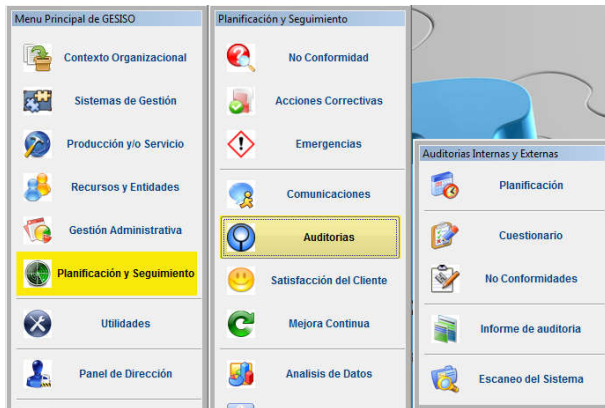 Menu Principal de GESISO
Contexto Organizacional
Sistemas de Gestión
Producción y/o Servicio
Recursos y Entidades
Gestión Administrativa
Planificación y Seguimiento
Utilidades
Panel de Dirección
Planificación y Seguimiento
No Conformidad
Acciones Correctivas
Emergencias
Comunicaciones
Auditorias
Satisfacción del Cliente
Mejora Continua
Analisis de Datos
Auditorias Internas y Externas
Planificación
Cuestionario
No Conformidades
Informe de auditoria
Escaneo del Sistema